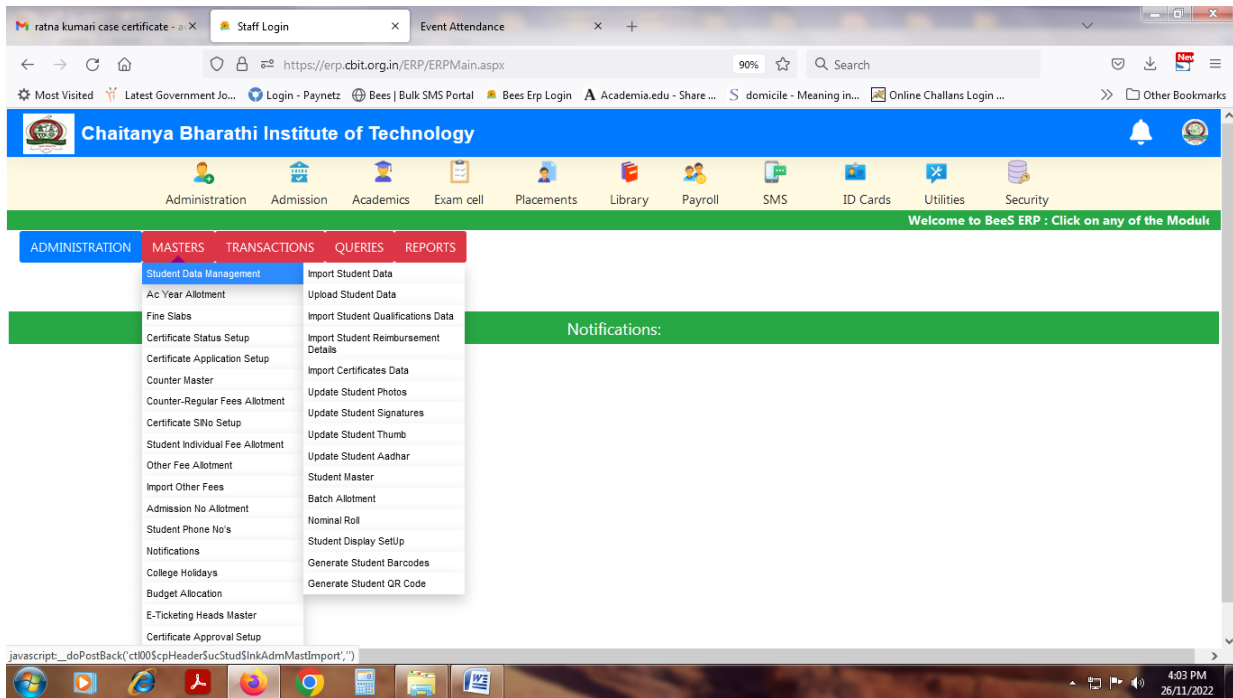 ratna kumari case certificate - a
Staff Login
Event Attendance
https://erp.cbit.org.in/ERP/ERPMain.aspx
90%
Search
New
Most Visited
Latest Government Jo...
Login - Paynetz
Bees | Bulk SMS Portal
Bees Erp Login
Academia.edu - Share ...
domicile - Meaning in...
Online Challans Login ...
Other Bookmarks
Chaitanya Bharathi Institute of Technology
Administration
Admission
Academics
Exam cell
Placements
Library
Payroll
SMS
ID Cards
Utilities
Security
Welcome to BeeS ERP : Click on any of the Module
ADMINISTRATION
MASTERS
TRANSACTIONS
QUERIES
REPORTS
Student Data Management
Ac Year Allotment
Fine Slabs
Certificate Status Setup
Certificate Application Setup
Counter Master
Counter-Regular Fees Allotment
Certificate SlNo Setup
Student Individual Fee Allotment
Other Fee Allotment
Import Other Fees
Admission No Allotment
Student Phone No's
Notifications
College Holidays
Budget Allocation
E-Ticketing Heads Master
Certificate Approval Setup
Import Student Data
Upload Student Data
Import Student Qualifications Data
Import Student Reimbursement
Details
Import Certificates Data
Update Student Photos
Update Student Signatures
Update Student Thumb
Update Student Aadhar
Student Master
Batch Allotment
Nominal Roll
Student Display SetUp
Generate Student Barcodes
Generate Student QR Code
Notifications:
javascript:__doPostBack('ctl00$cpHeader$ucStud$lnkAdmMastImport','')
4:03 PM
26/11/2022